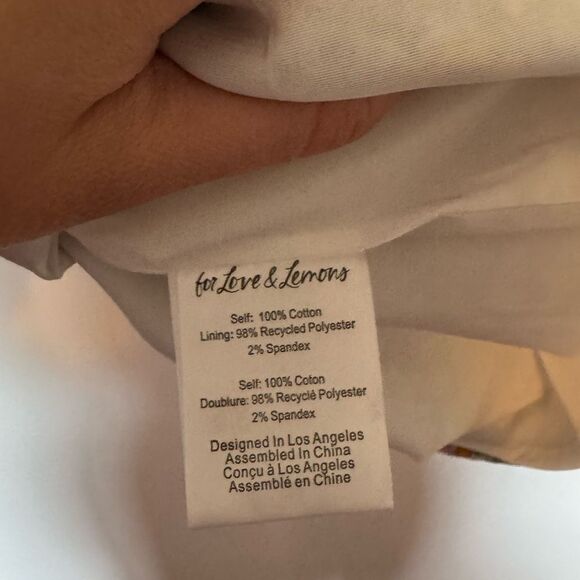 for Love & Lemons
Self: 100% Cotton
Lining: 98% Recycled Polyester
2% Spandex
Self: 100% Coton
Doublure: 98% Recyclé Polyester
2% Spandex
Designed In Los Angeles
Assembled In China
Conçu à Los Angeles
Assemblé en Chine